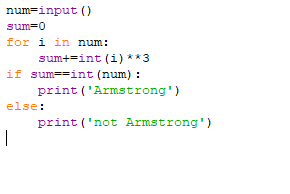 num=input()
sum=0
for i in num:
    sum+=int(i)**3
if sum==int(num):
    print('Armstrong')
else:
    print('not Armstrong')